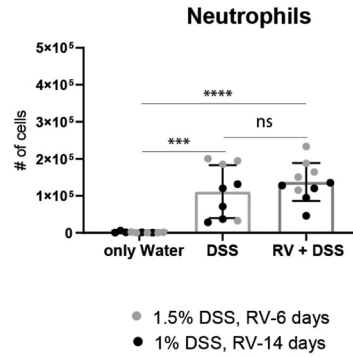 Neutrophils
# of cells
5×10⁵
4×10⁵
3×10⁵
2×10⁵
1×10⁵
0
****
***
ns
only Water
DSS
RV + DSS
1.5% DSS, RV-6 days
1% DSS, RV-14 days